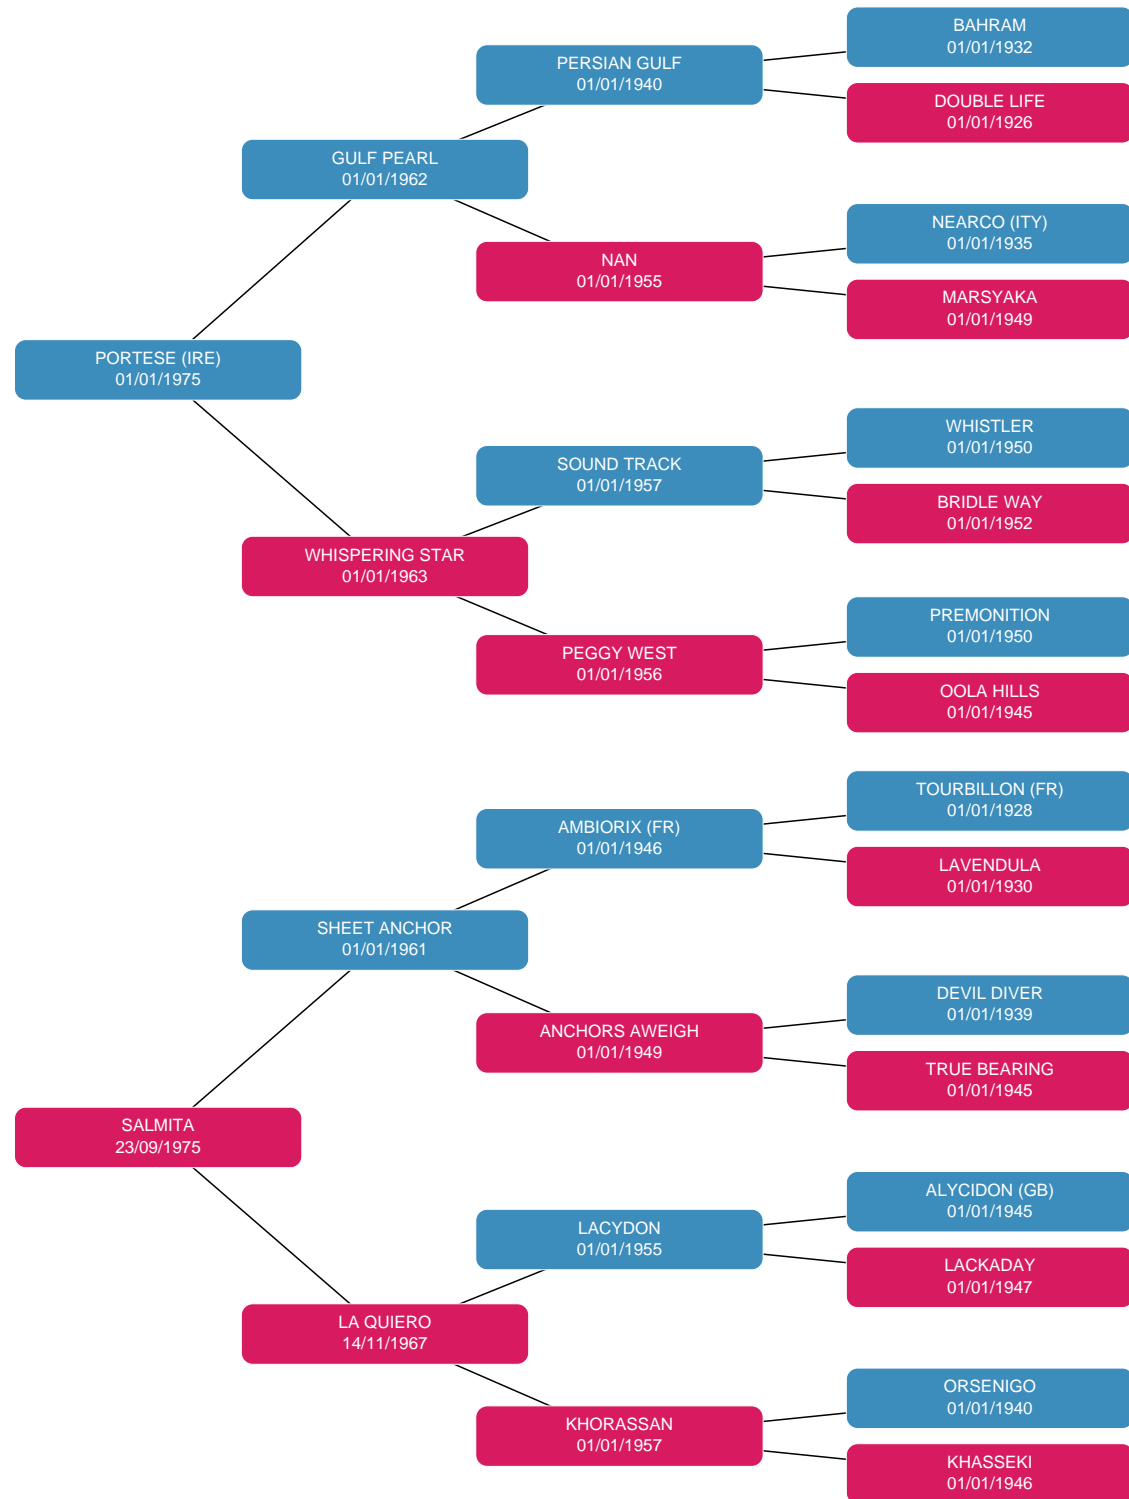 BAHRAM
01/01/1932
PERSIAN GULF
01/01/1940
DOUBLE LIFE
01/01/1926
GULF PEARL
01/01/1962
NEARCO (ITY)
01/01/1935
NAN
01/01/1955
MARSYAKA
01/01/1949
PORTESE (IRE)
01/01/1975
WHISTLER
01/01/1950
SOUND TRACK
01/01/1957
BRIDLE WAY
01/01/1952
WHISPERING STAR
01/01/1963
PREMONITION
01/01/1950
PEGGY WEST
01/01/1956
OOLA HILLS
01/01/1945
TOURBILLON (FR)
01/01/1928
AMBIORIX (FR)
01/01/1946
LAVENDULA
01/01/1930
SHEET ANCHOR
01/01/1961
DEVIL DIVER
01/01/1939
ANCHORS AWEIGH
01/01/1949
TRUE BEARING
01/01/1945
SALMITA
23/09/1975
ALYCIDON (GB)
01/01/1945
LACYDON
01/01/1955
LACKADAY
01/01/1947
LA QUIERO
14/11/1967
ORSENIGO
01/01/1940
KHORASSAN
01/01/1957
KHASSEKI
01/01/1946